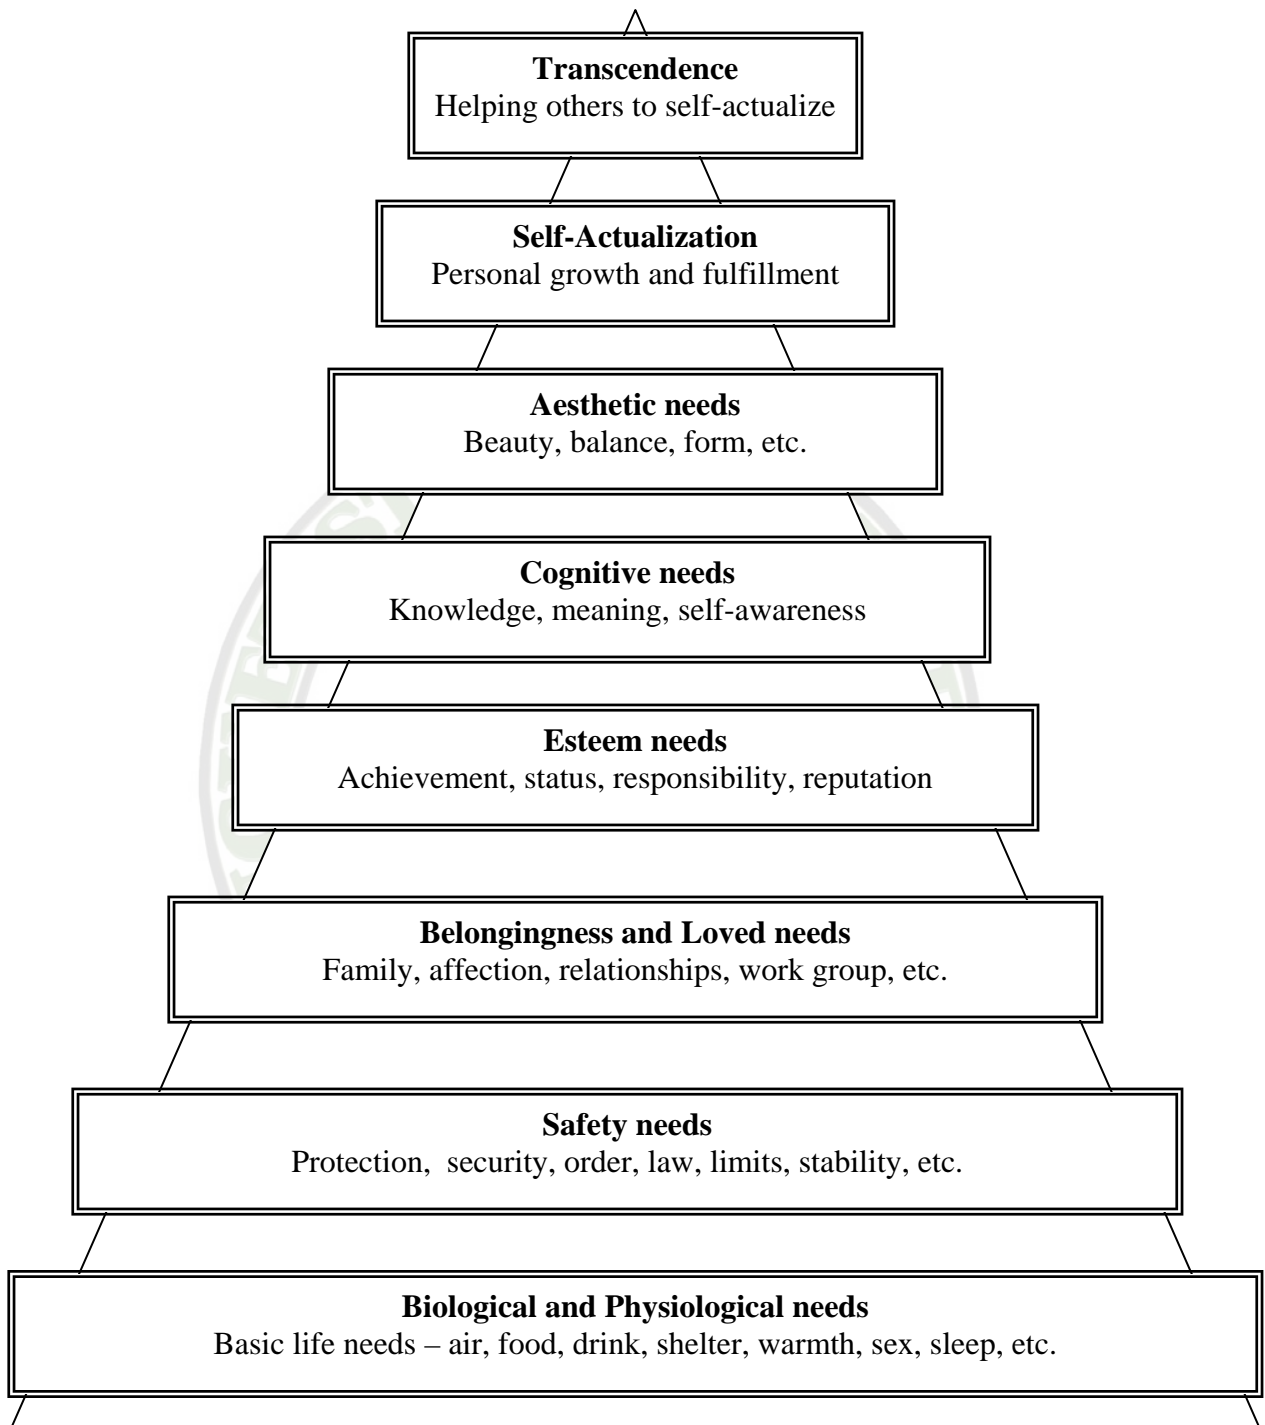 Transcendence
Helping others to self-actualize
Self-Actualization
Personal growth and fulfillment
Aesthetic needs
Beauty, balance, form, etc.
Cognitive needs
Knowledge, meaning, self-awareness
Esteem needs
Achievement, status, responsibility, reputation
Belongingness and Loved needs
Family, affection, relationships, work group, etc.
Safety needs
Protection,  security, order, law, limits, stability, etc.
Biological and Physiological needs
Basic life needs – air, food, drink, shelter, warmth, sex, sleep, etc.